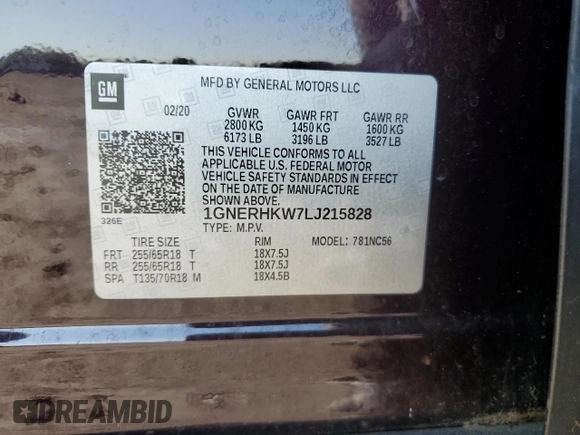 GM
MFD BY GENERAL MOTORS LLC
02/20 GVWR GAWR FRT GAWR RR
2800 KG 1450 KG 1600 KG
6173 LB 3196 LB 3527 LB
THIS VEHICLE CONFORMS TO ALL
APPLICABLE U.S. FEDERAL MOTOR
VEHICLE SAFETY STANDARDS IN EFFECT
ON THE DATE OF MANUFACTURE
SHOWN ABOVE.
326E
1GNERHKW7LJ215828
TYPE: M.P.V.
TIRE SIZE RIM MODEL: 781NC56
FRT 255/65R18 T 18X7.5J
RR 255/65R18 T 18X7.5J
SPA T135/70R18 M 18X4.5B
DREAMBID